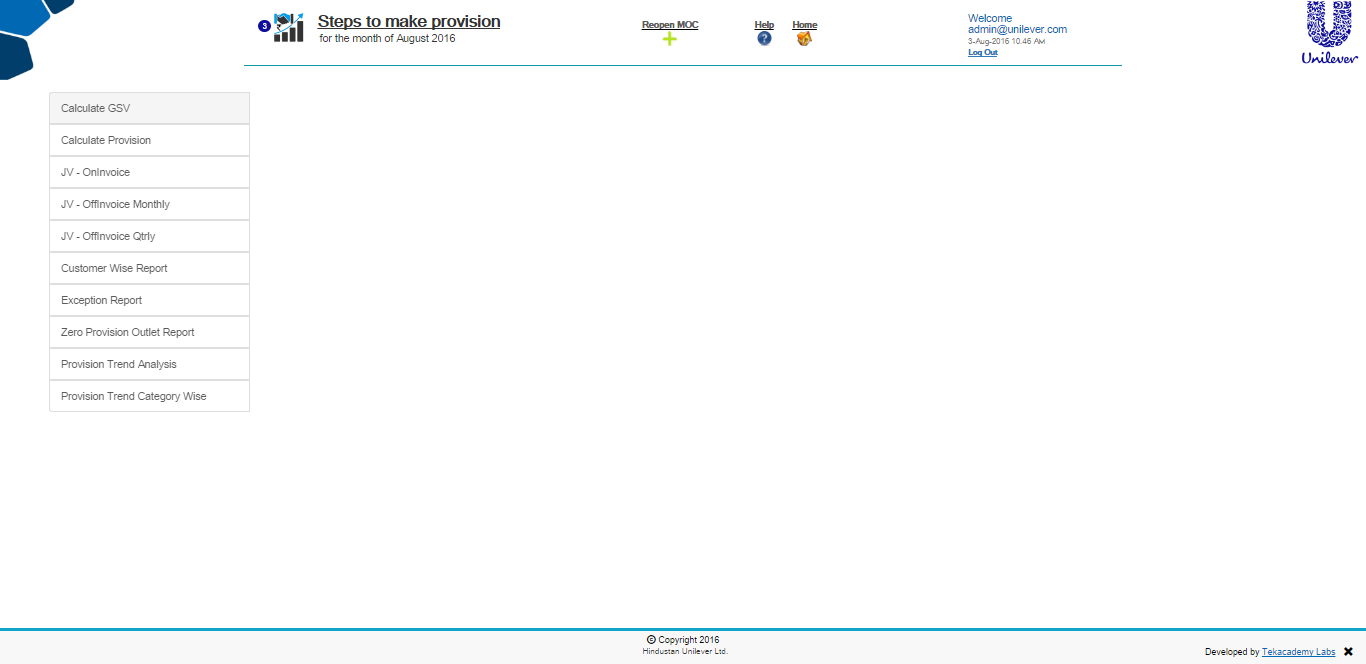 3
Steps to make provision
for the month of August 2016
Reopen MOC
Help
?
Home
Welcome
admin@unilever.com
3-Aug-2016 10.46 AM
Log Out
Unilever
Calculate GSV
Calculate Provision
JV - OnInvoice
JV - OffInvoice Monthly
JV - OffInvoice Qtrly
Customer Wise Report
Exception Report
Zero Provision Outlet Report
Provision Trend Analysis
Provision Trend Category Wise
© Copyright 2016
Hindustan Unilever Ltd.
Developed by Tekacademy Labs